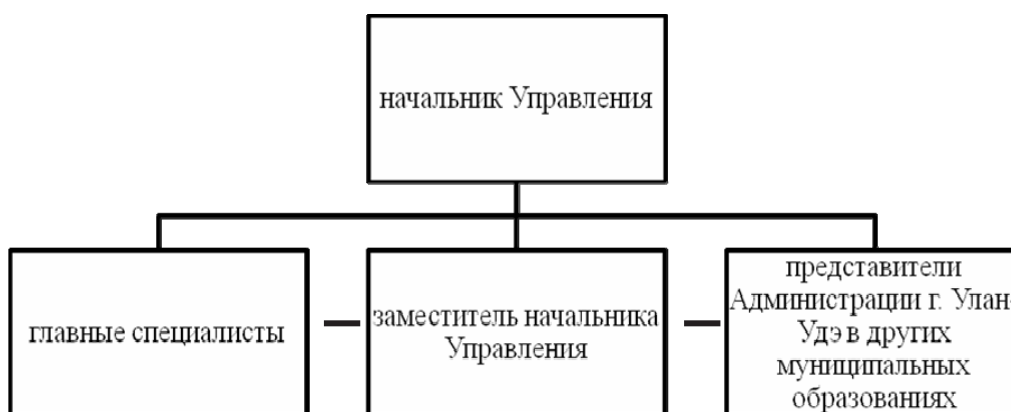 начальник Управления
главные специалисты
заместитель начальника
Управления
представители
Администрации г. Улан-
Удэ в других
муниципальных
образованиях